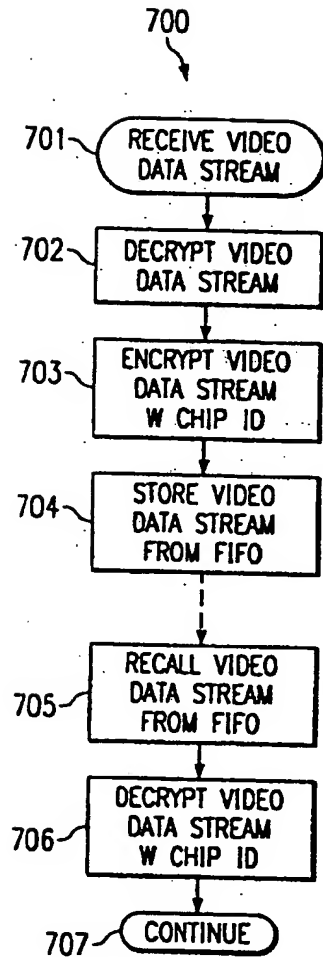 700
701
RECEIVE VIDEO
DATA STREAM
702
DECRYPT VIDEO
DATA STREAM
703
ENCRYPT VIDEO
DATA STREAM
W CHIP ID
704
STORE VIDEO
DATA STREAM
FROM FIFO
705
RECALL VIDEO
DATA STREAM
FROM FIFO
706
DECRYPT VIDEO
DATA STREAM
W CHIP ID
707
CONTINUE